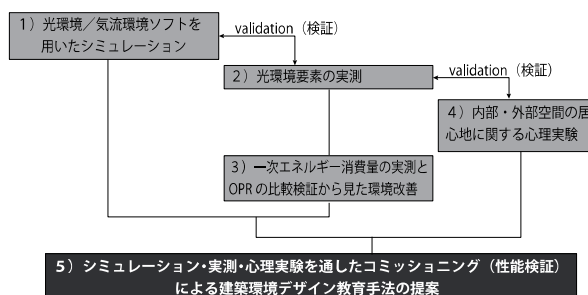 1）光環境／気流環境ソフトを
用いたシミュレーション
validation（検証）
2）光環境要素の実測
validation（検証）
4）内部・外部空間の居
心地に関する心理実験
3）一次エネルギー消費量の実測と
OPRの比較検証から見た環境改善
5）シミュレーション・実測・心理実験を通したコミッショニング（性能検証）
による建築環境デザイン教育手法の提案